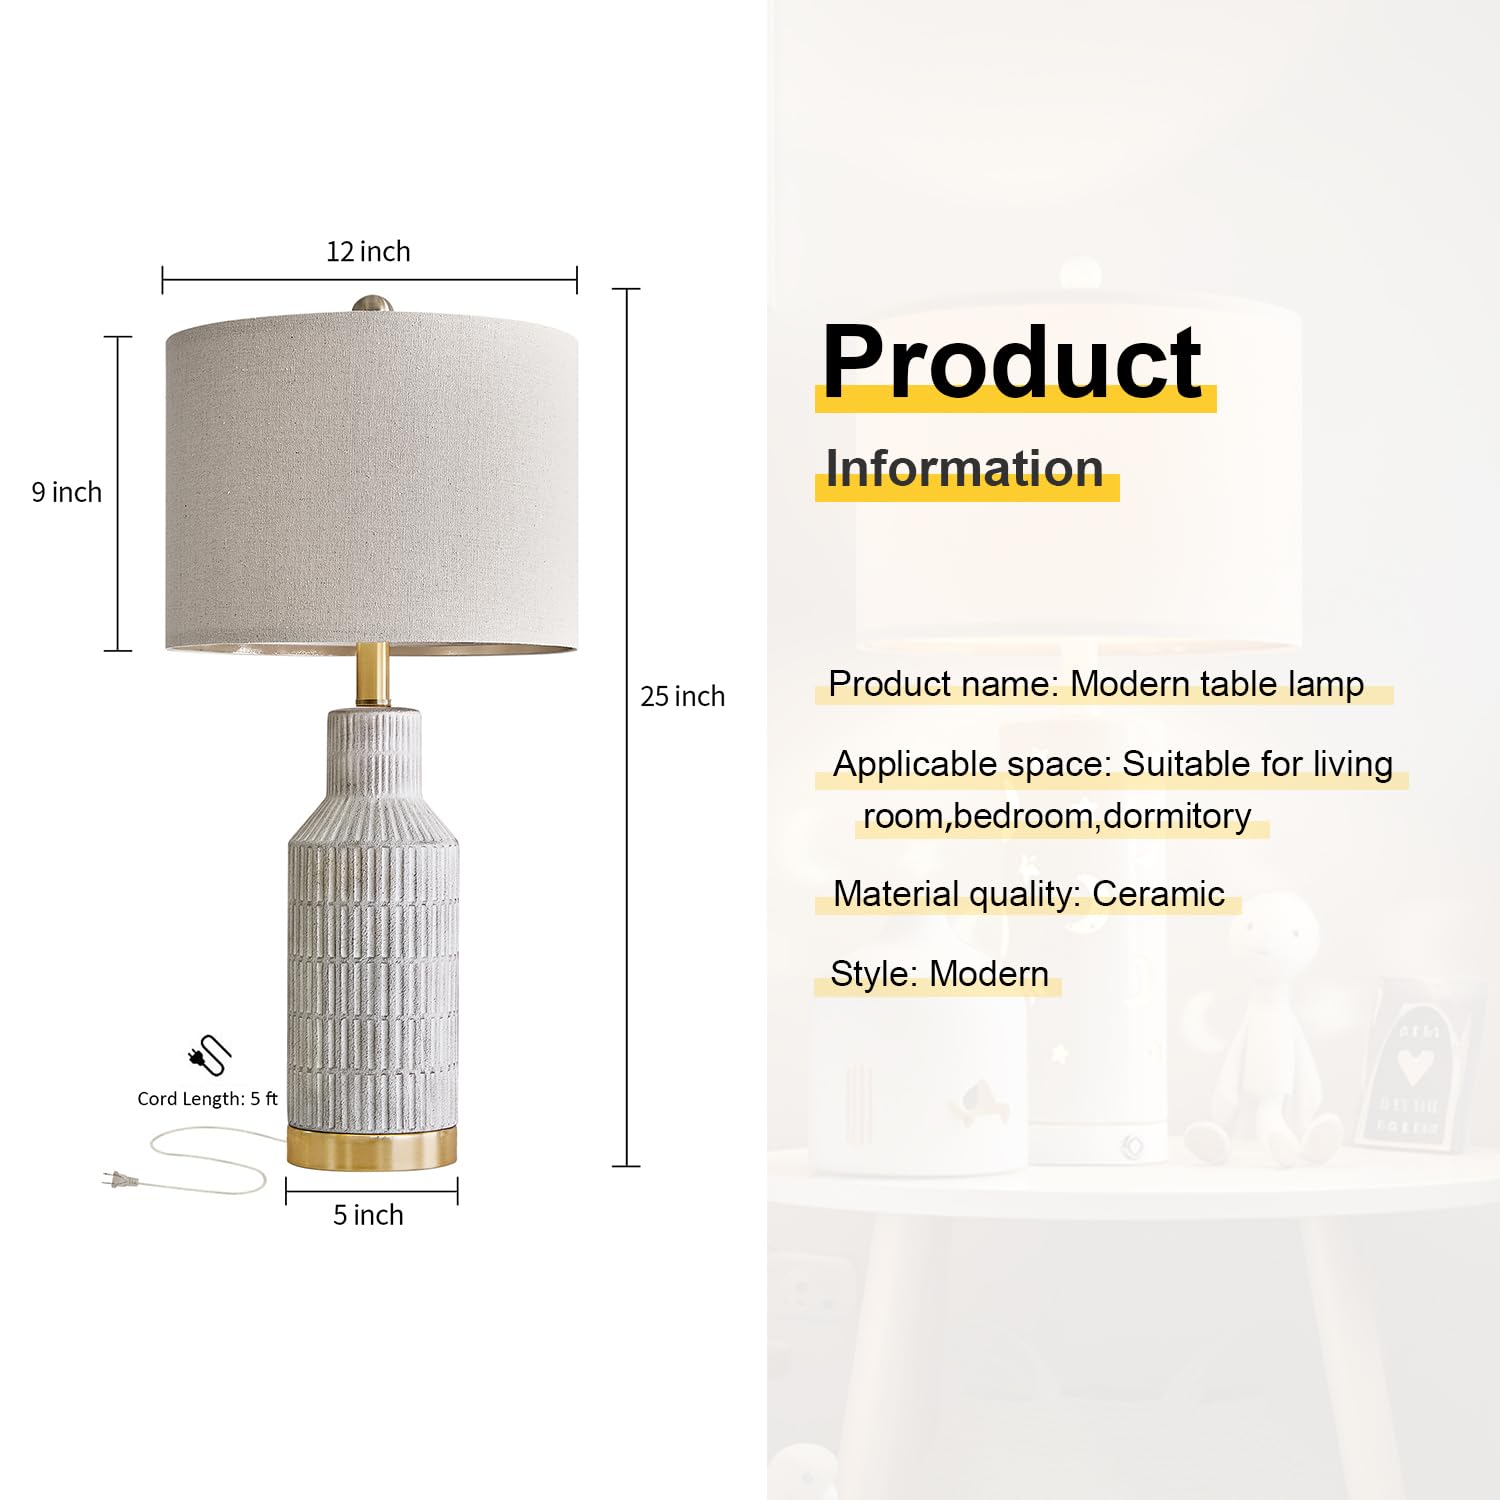 12 inch
9 inch
25 inch
Cord Length: 5 ft
5 inch
Product
Information
Product name: Modern table lamp
Applicable space: Suitable for living
room,bedroom,dormitory
Material quality: Ceramic
Style: Modern